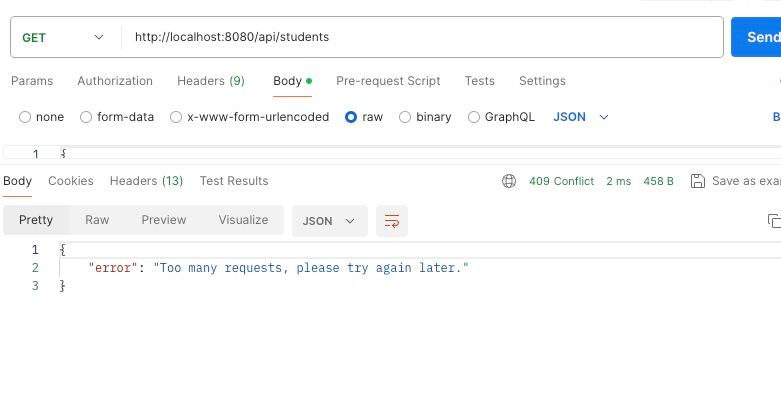 GET http://localhost:8080/api/students Send
Params Authorization Headers (9) Body Pre-request Script Tests Settings
none form-data x-www-form-urlencoded raw binary GraphQL JSON B
1 {
Body Cookies Headers (13) Test Results 409 Conflict 2 ms 458 B Save as exa
Pretty Raw Preview Visualize JSON
1 {
2 "error": "Too many requests, please try again later."
3 }